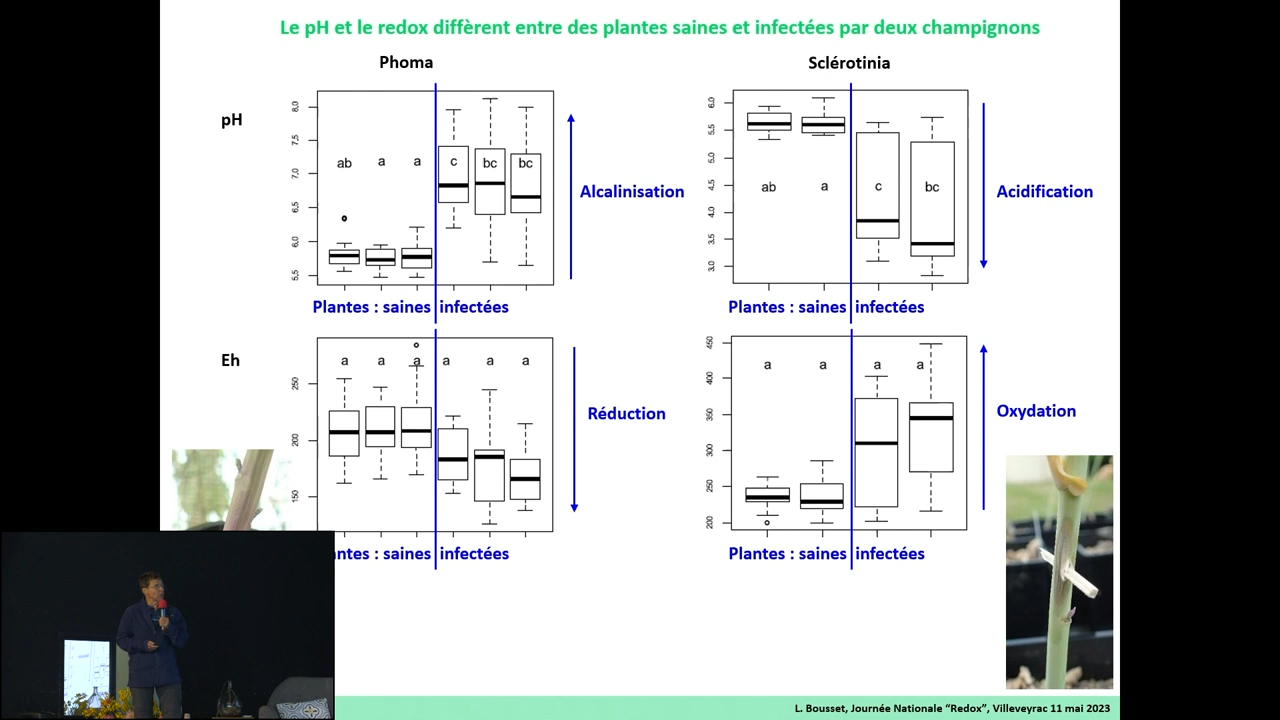 Le pH et le redox diffèrent entre des plantes saines et infectées par deux champignons
Phoma
Sclérotinia
pH
8,0
7,5
7,0
6,5
6,0
5,5
ab a a c bc bc
Alcalinisation
6,0
5,5
5,0
4,5
4,0
3,5
3,0
ab a c bc
Acidification
Plantes : saines infectées
Plantes : saines infectées
Eh
250
200
150
a a a a a a
Réduction
450
400
350
300
250
200
a a a a
Oxydation
ntes : saines infectées
Plantes : saines infectées
L. Bousset, Journée Nationale “Redox”, Villeveyrac 11 mai 2023